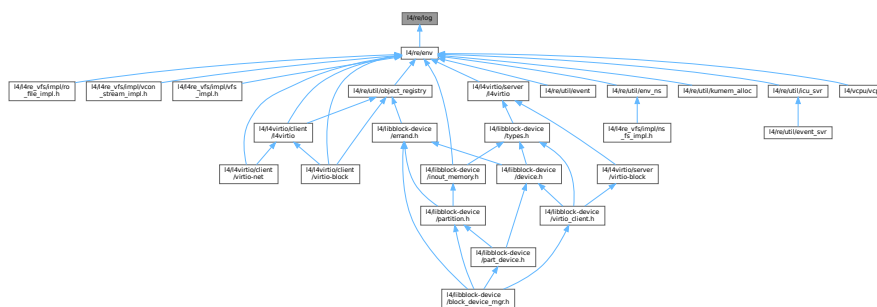 l4/re/log
l4/re/env
l4/l4re_vfs/impl/ro
_file_impl.h
l4/l4re_vfs/impl/vcon
_stream_impl.h
l4/l4re_vfs/impl/vfs
_impl.h
l4/re/util/object_registry
l4/l4virtio/server
/l4virtio
l4/re/util/event
l4/re/util/env_ns
l4/re/util/kumem_alloc
l4/re/util/icu_svr
l4/vcpu/vcp
l4/l4virtio/client
/l4virtio
l4/libblock-device
/errand.h
l4/libblock-device
/types.h
l4/l4re_vfs/impl/ns
_fs_impl.h
l4/re/util/event_svr
l4/l4virtio/client
/virtio-net
l4/l4virtio/client
/virtio-block
l4/libblock-device
/inout_memory.h
l4/libblock-device
/device.h
l4/l4virtio/server
/virtio-block
l4/libblock-device
/partition.h
l4/libblock-device
/virtio_client.h
l4/libblock-device
/part_device.h
l4/libblock-device
/block_device_mgr.h